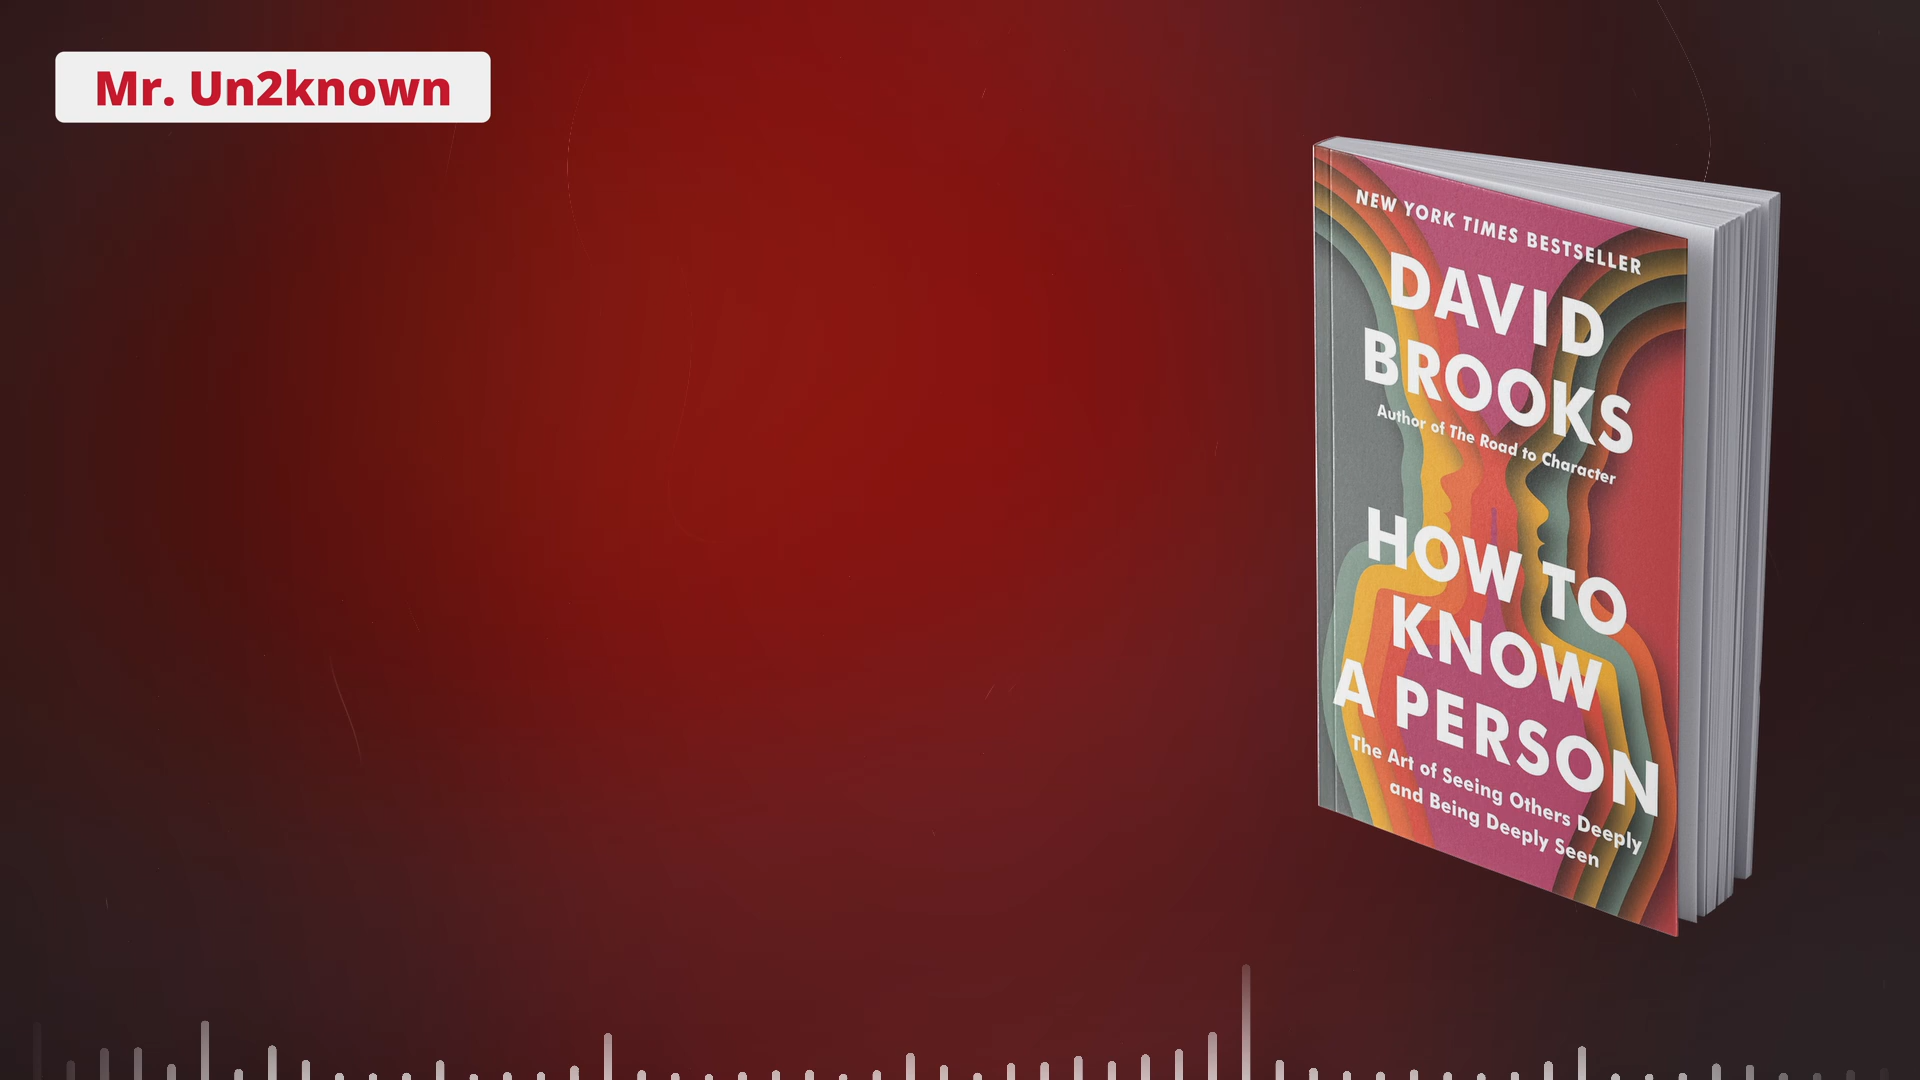 Mr. Un2known
NEW YORK TIMES BESTSELLER
DAVID
BROOKS
Author of The Road to Character
HOW TO
KNOW
A PERSON
The Art of Seeing Others Deeply
and Being Deeply Seen